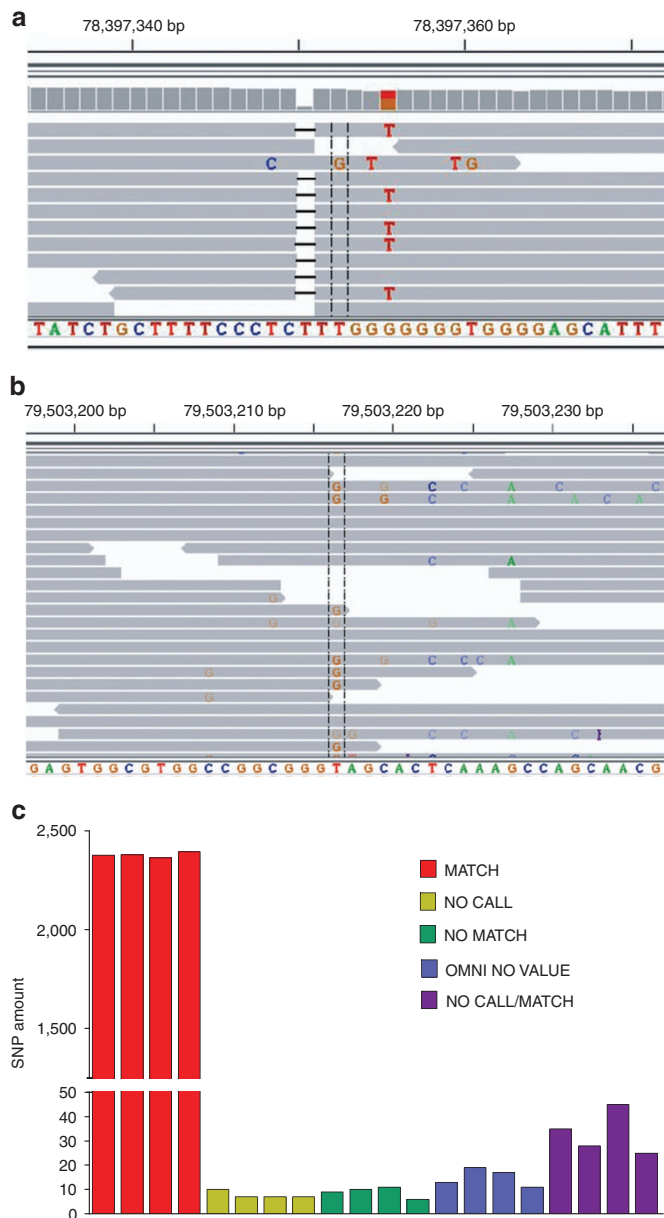 a
78,397,340 bp 78,397,360 bp
T
C G T T G
T
T
T
T
T A T C T G C T T T T C C C T C T T T G G G G G G G T G G G G A G C A T T T
b
79,503,200 bp 79,503,210 bp 79,503,220 bp 79,503,230 bp
G G C C A C C
G G C A A C A
C A
G
G
G G A
G G C C C A
G G
G
G
G G C C A C
G
G A G T G G C G T G G C C G G C G G G T A G C A C T C A A A G C C A G C A A C G
c
2,500
2,000
1,500
50
40
30
20
10
0
SNP amount
MATCH
NO CALL
NO MATCH
OMNI NO VALUE
NO CALL/MATCH